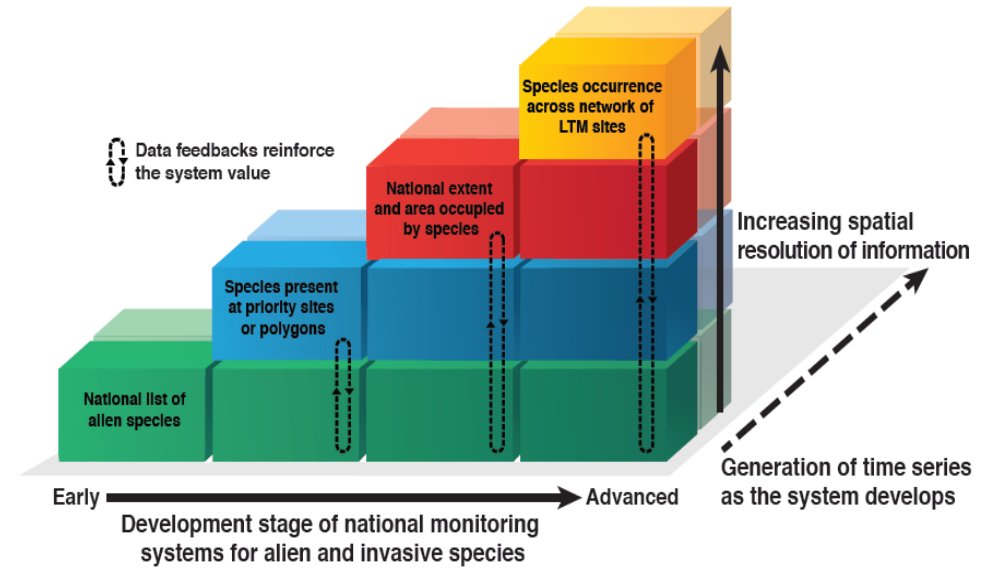 Species occurrence
across network of
LTM sites
Data feedbacks reinforce
the system value
National extent
and area occupied
by species
Increasing spatial
resolution of information
Species present
at priority sites
or polygons
National list of
alien species
Generation of time series
as the system develops
Early
Advanced
Development stage of national monitoring
systems for alien and invasive species